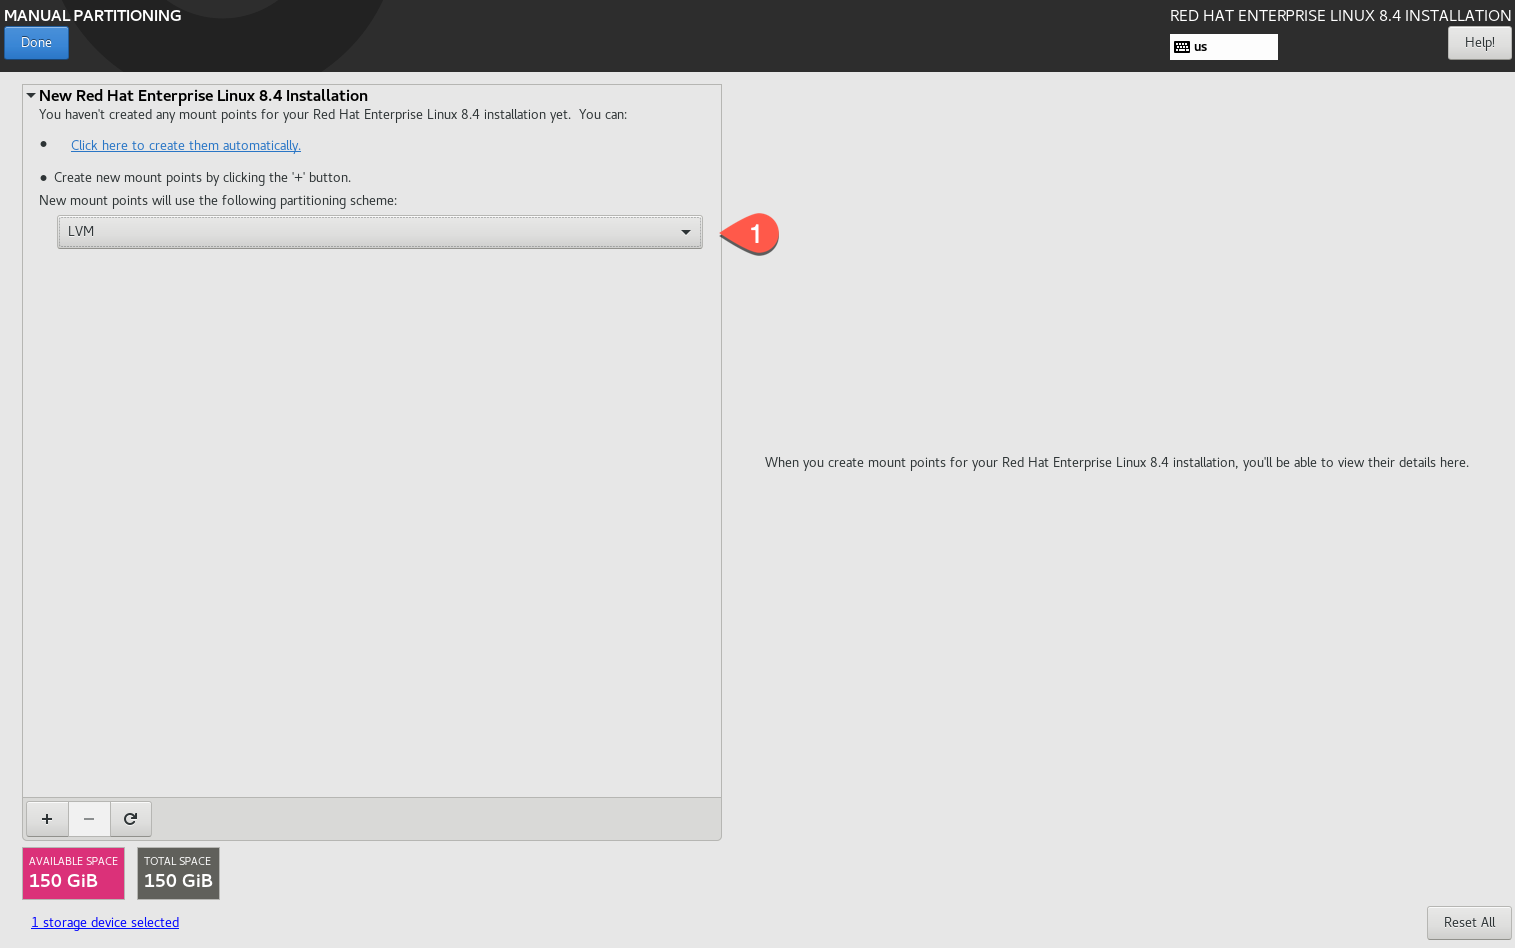 MANUAL PARTITIONING
RED HAT ENTERPRISE LINUX 8.4 INSTALLATION
Done
us
Help!
New Red Hat Enterprise Linux 8.4 Installation
You haven't created any mount points for your Red Hat Enterprise Linux 8.4 installation yet.  You can:
• Click here to create them automatically.
• Create new mount points by clicking the '+' button.
New mount points will use the following partitioning scheme:
LVM
1
When you create mount points for your Red Hat Enterprise Linux 8.4 installation, you'll be able to view their details here.
AVAILABLE SPACE
150 GiB
TOTAL SPACE
150 GiB
1 storage device selected
Reset All